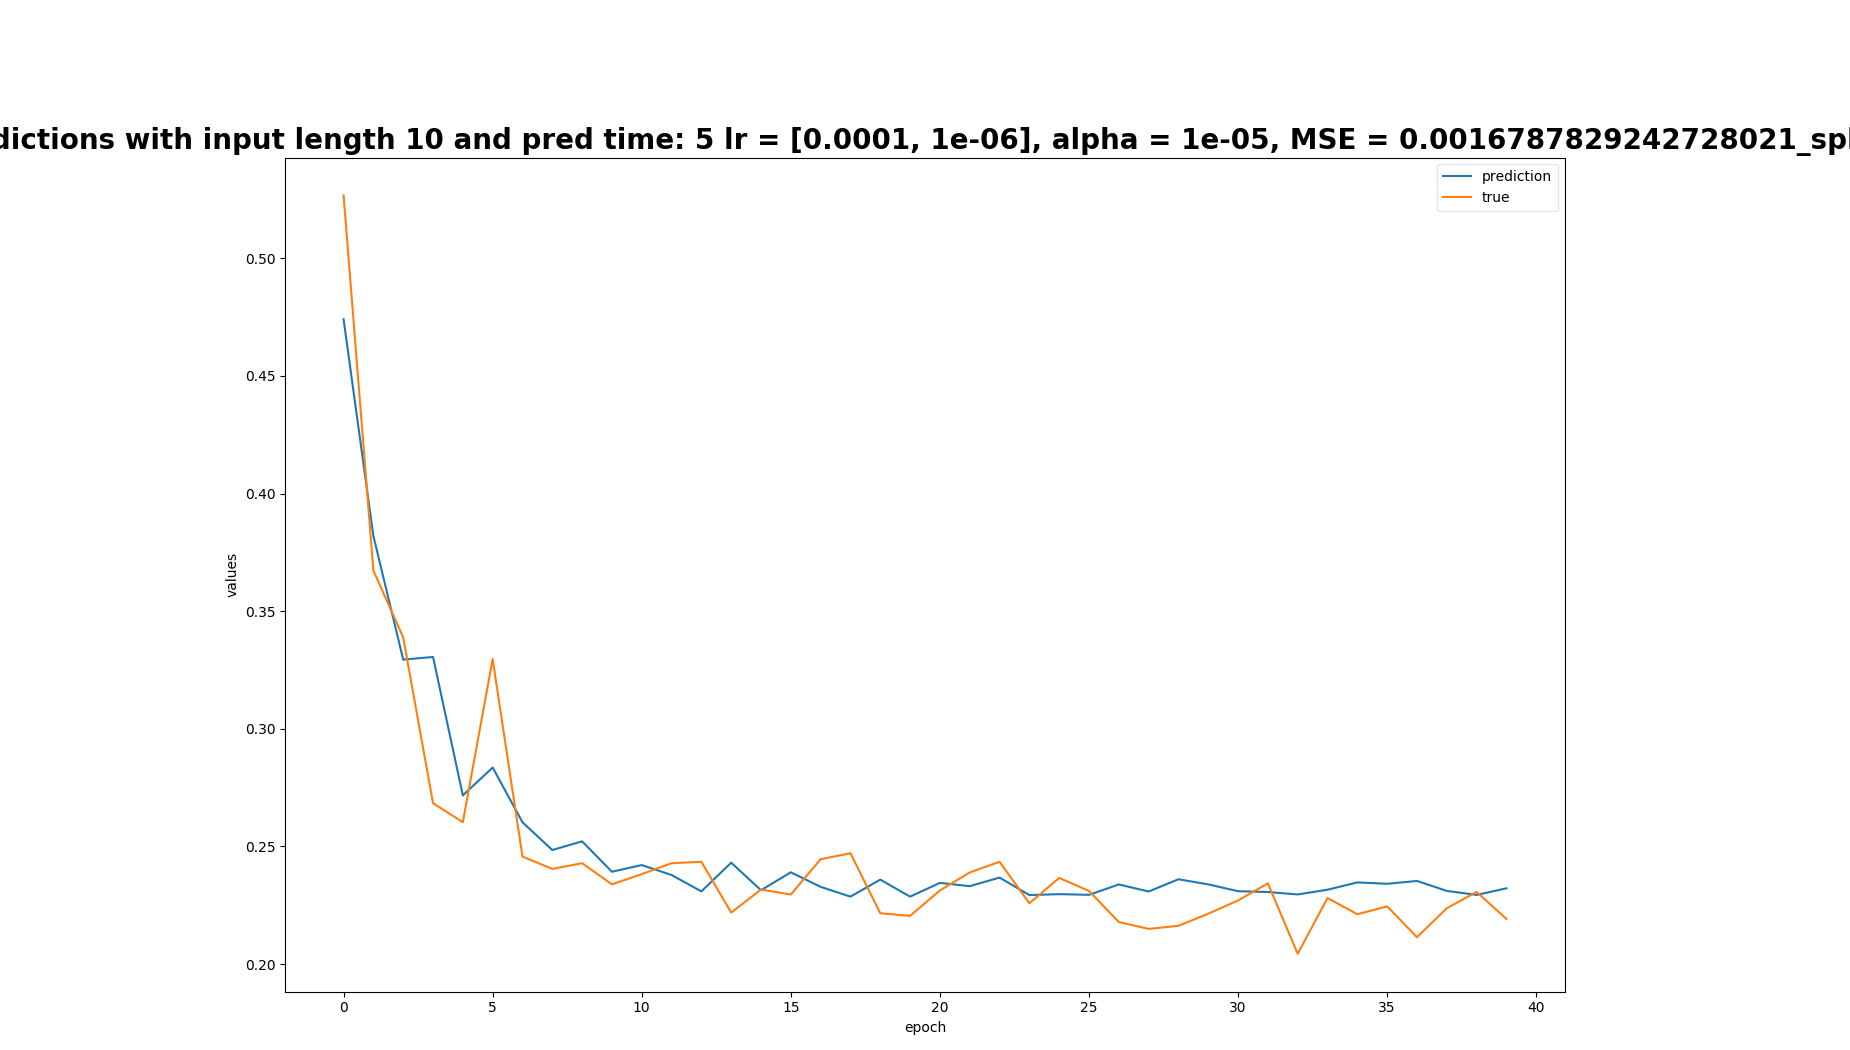 dictions with input length 10 and pred time: 5 lr = [0.0001, 1e-06], alpha = 1e-05, MSE = 0.0016787829242728021_spl
prediction
true
0.50
0.45
0.40
0.35
0.30
0.25
0.20
values
0 5 10 15 20 25 30 35 40
epoch